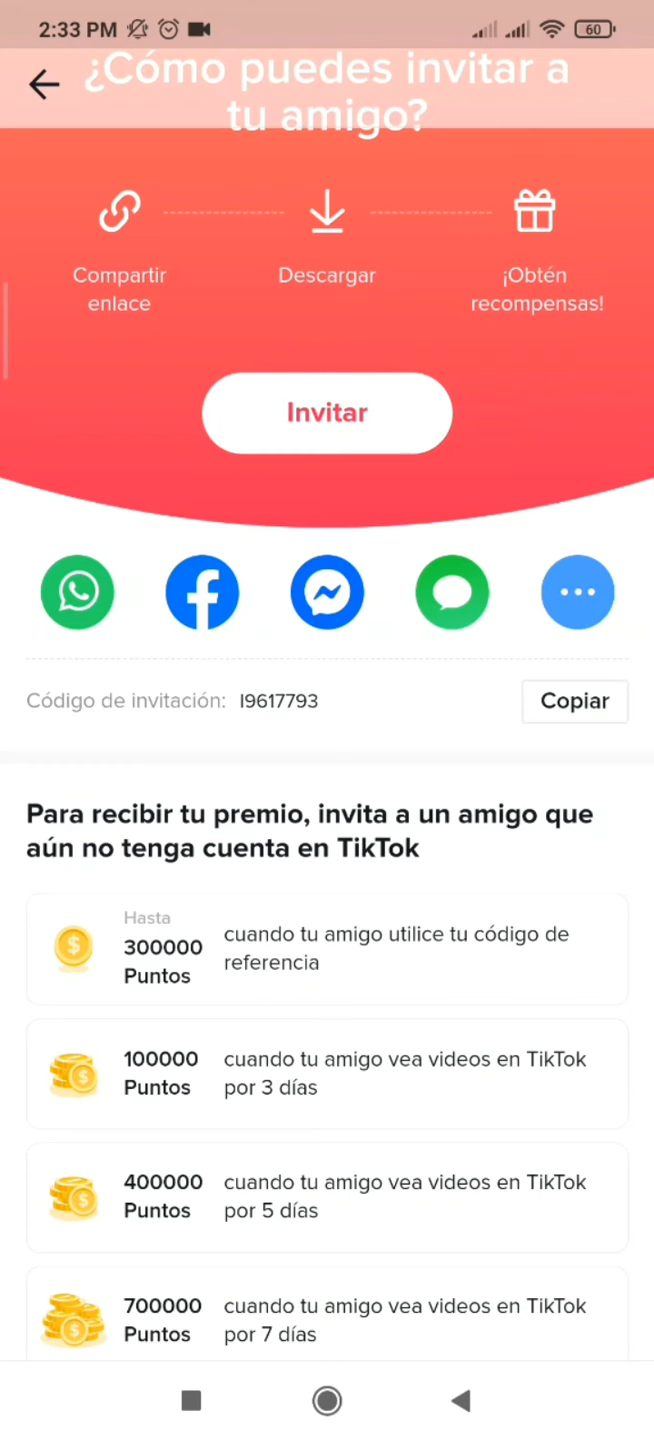 2:33 PM
60
¿Cómo puedes invitar a
tu amigo?
Compartir
enlace
Descargar
¡Obtén
recompensas!
Invitar
Código de invitación: I9617793
Copiar
Para recibir tu premio, invita a un amigo que
aún no tenga cuenta en TikTok
Hasta
300000
Puntos
cuando tu amigo utilice tu código de
referencia
100000
Puntos
cuando tu amigo vea videos en TikTok
por 3 días
400000
Puntos
cuando tu amigo vea videos en TikTok
por 5 días
700000
Puntos
cuando tu amigo vea videos en TikTok
por 7 días